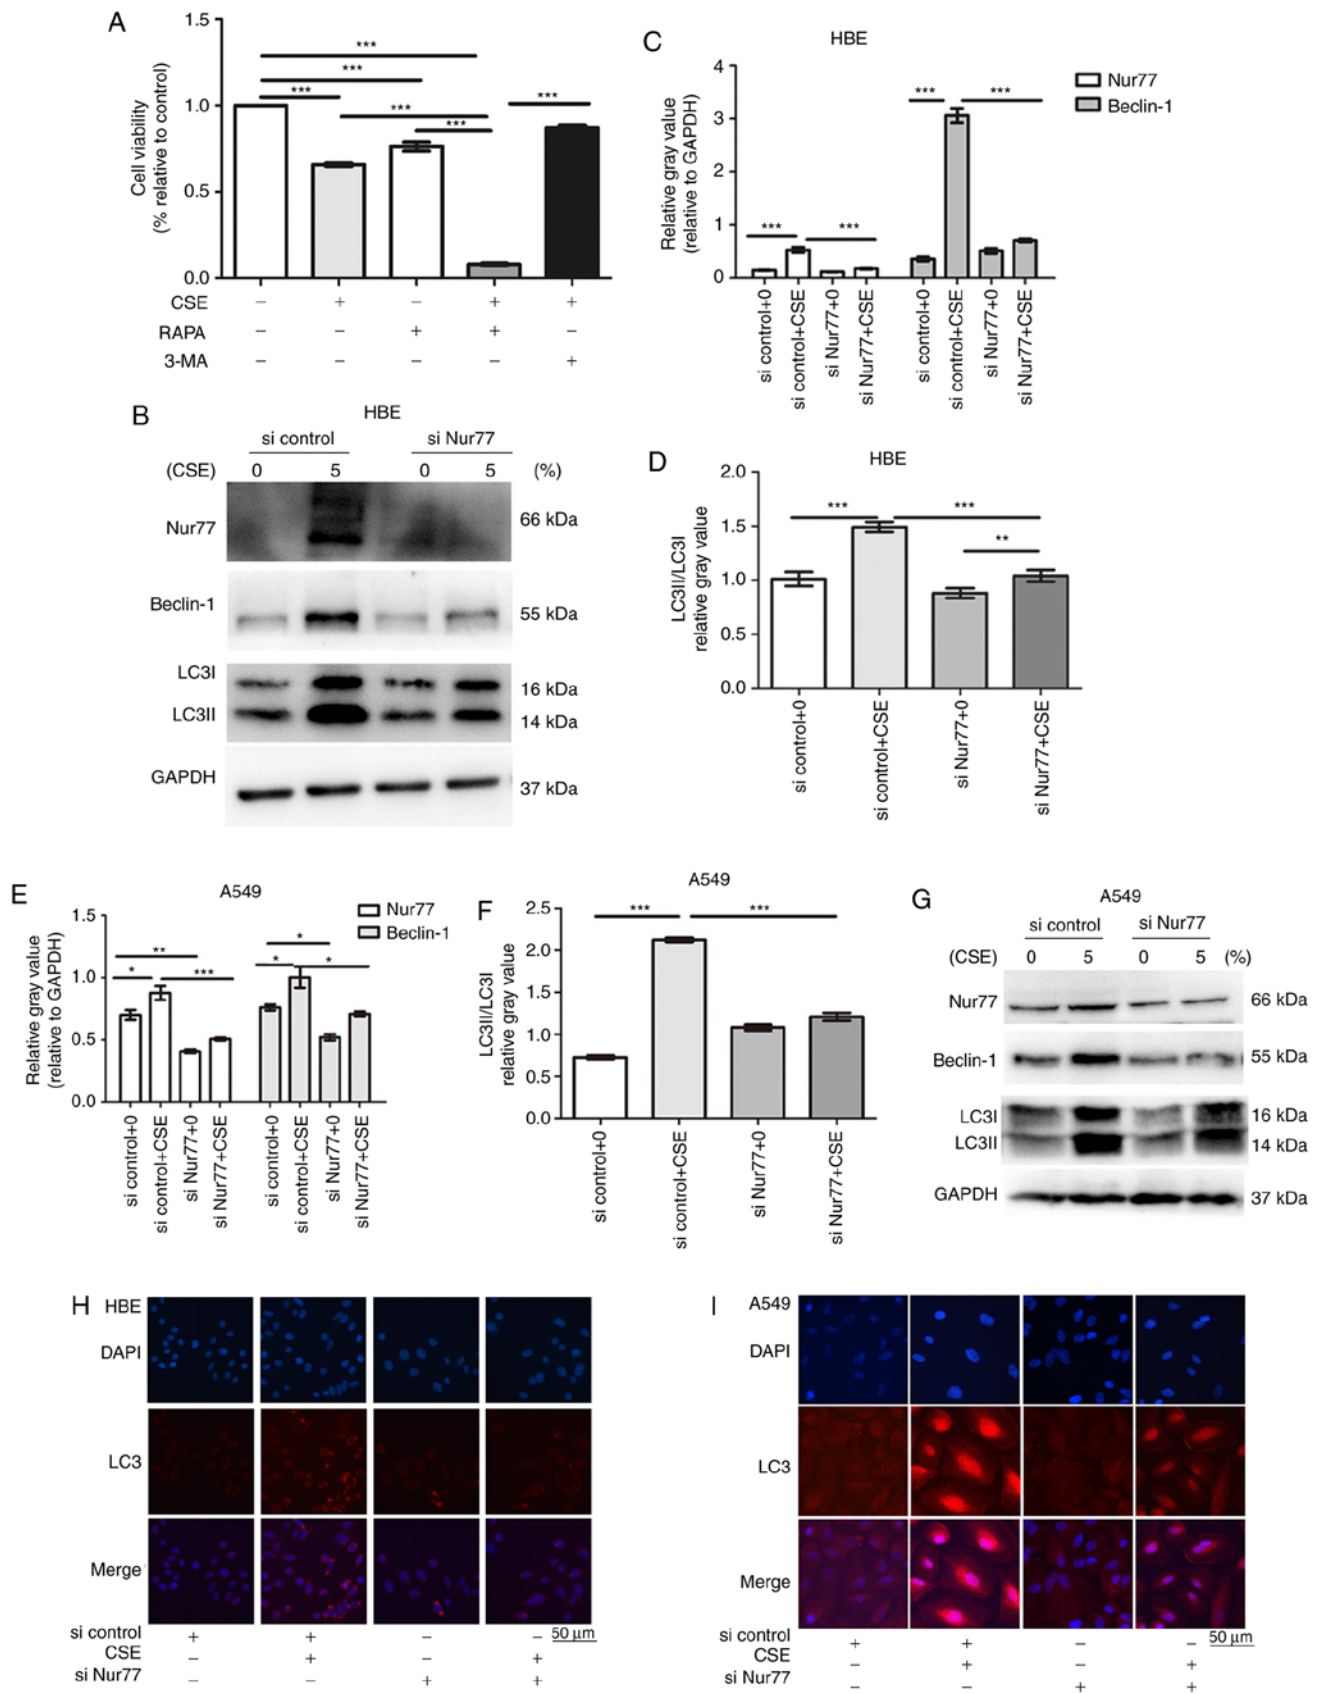 A
1.5
1.0
0.5
0.0
Cell viability
(% relative to control)
***
***
***
***
***
***
CSE – + – + +
RAPA – – + + –
3-MA – – – – +
C
HBE
4
3
2
1
0
Relative gray value
(relative to GAPDH)
***
***
***
***
Nur77
Beclin-1
si control+0
si control+CSE
si Nur77+0
si Nur77+CSE
si control+0
si control+CSE
si Nur77+0
si Nur77+CSE
B
HBE
si control si Nur77
(CSE) 0 5 0 5 (%)
Nur77 66 kDa
Beclin-1 55 kDa
LC3I 16 kDa
LC3II 14 kDa
GAPDH 37 kDa
D
HBE
2.0
1.5
1.0
0.5
0.0
LC3II/LC3I
relative gray value
***
***
**
si control+0
si control+CSE
si Nur77+0
si Nur77+CSE
E
A549
1.5
1.0
0.5
0.0
Relative gray value
(relative to GAPDH)
**
*
***
*
*
*
Nur77
Beclin-1
si control+0
si control+CSE
si Nur77+0
si Nur77+CSE
si control+0
si control+CSE
si Nur77+0
si Nur77+CSE
F
A549
2.5
2.0
1.5
1.0
0.5
0.0
LC3II/LC3I
relative gray value
***
***
si control+0
si control+CSE
si Nur77+0
si Nur77+CSE
G
A549
si control si Nur77
(CSE) 0 5 0 5 (%)
Nur77 66 kDa
Beclin-1 55 kDa
LC3I 16 kDa
LC3II 14 kDa
GAPDH 37 kDa
H
HBE
DAPI
LC3
Merge
50 µm
si control + + – –
CSE – + – +
si Nur77 – – + +
I
A549
DAPI
LC3
Merge
50 µm
si control + + – –
CSE – + – +
si Nur77 – – + +